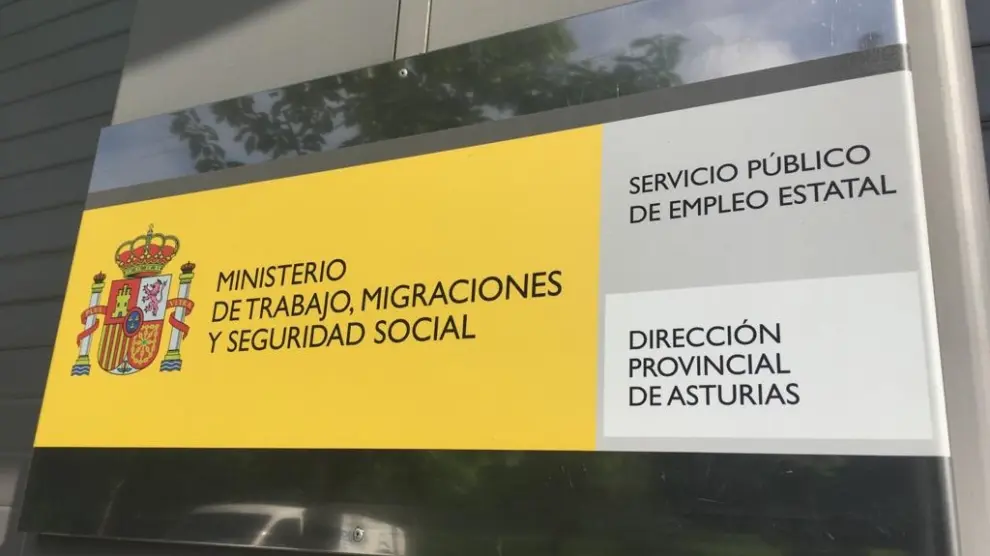 MINISTERIO
DE TRABAJO, MIGRACIONES
Y SEGURIDAD SOCIAL
SERVICIO PÚBLICO
DE EMPLEO ESTATAL
DIRECCIÓN
PROVINCIAL
DE ASTURIAS